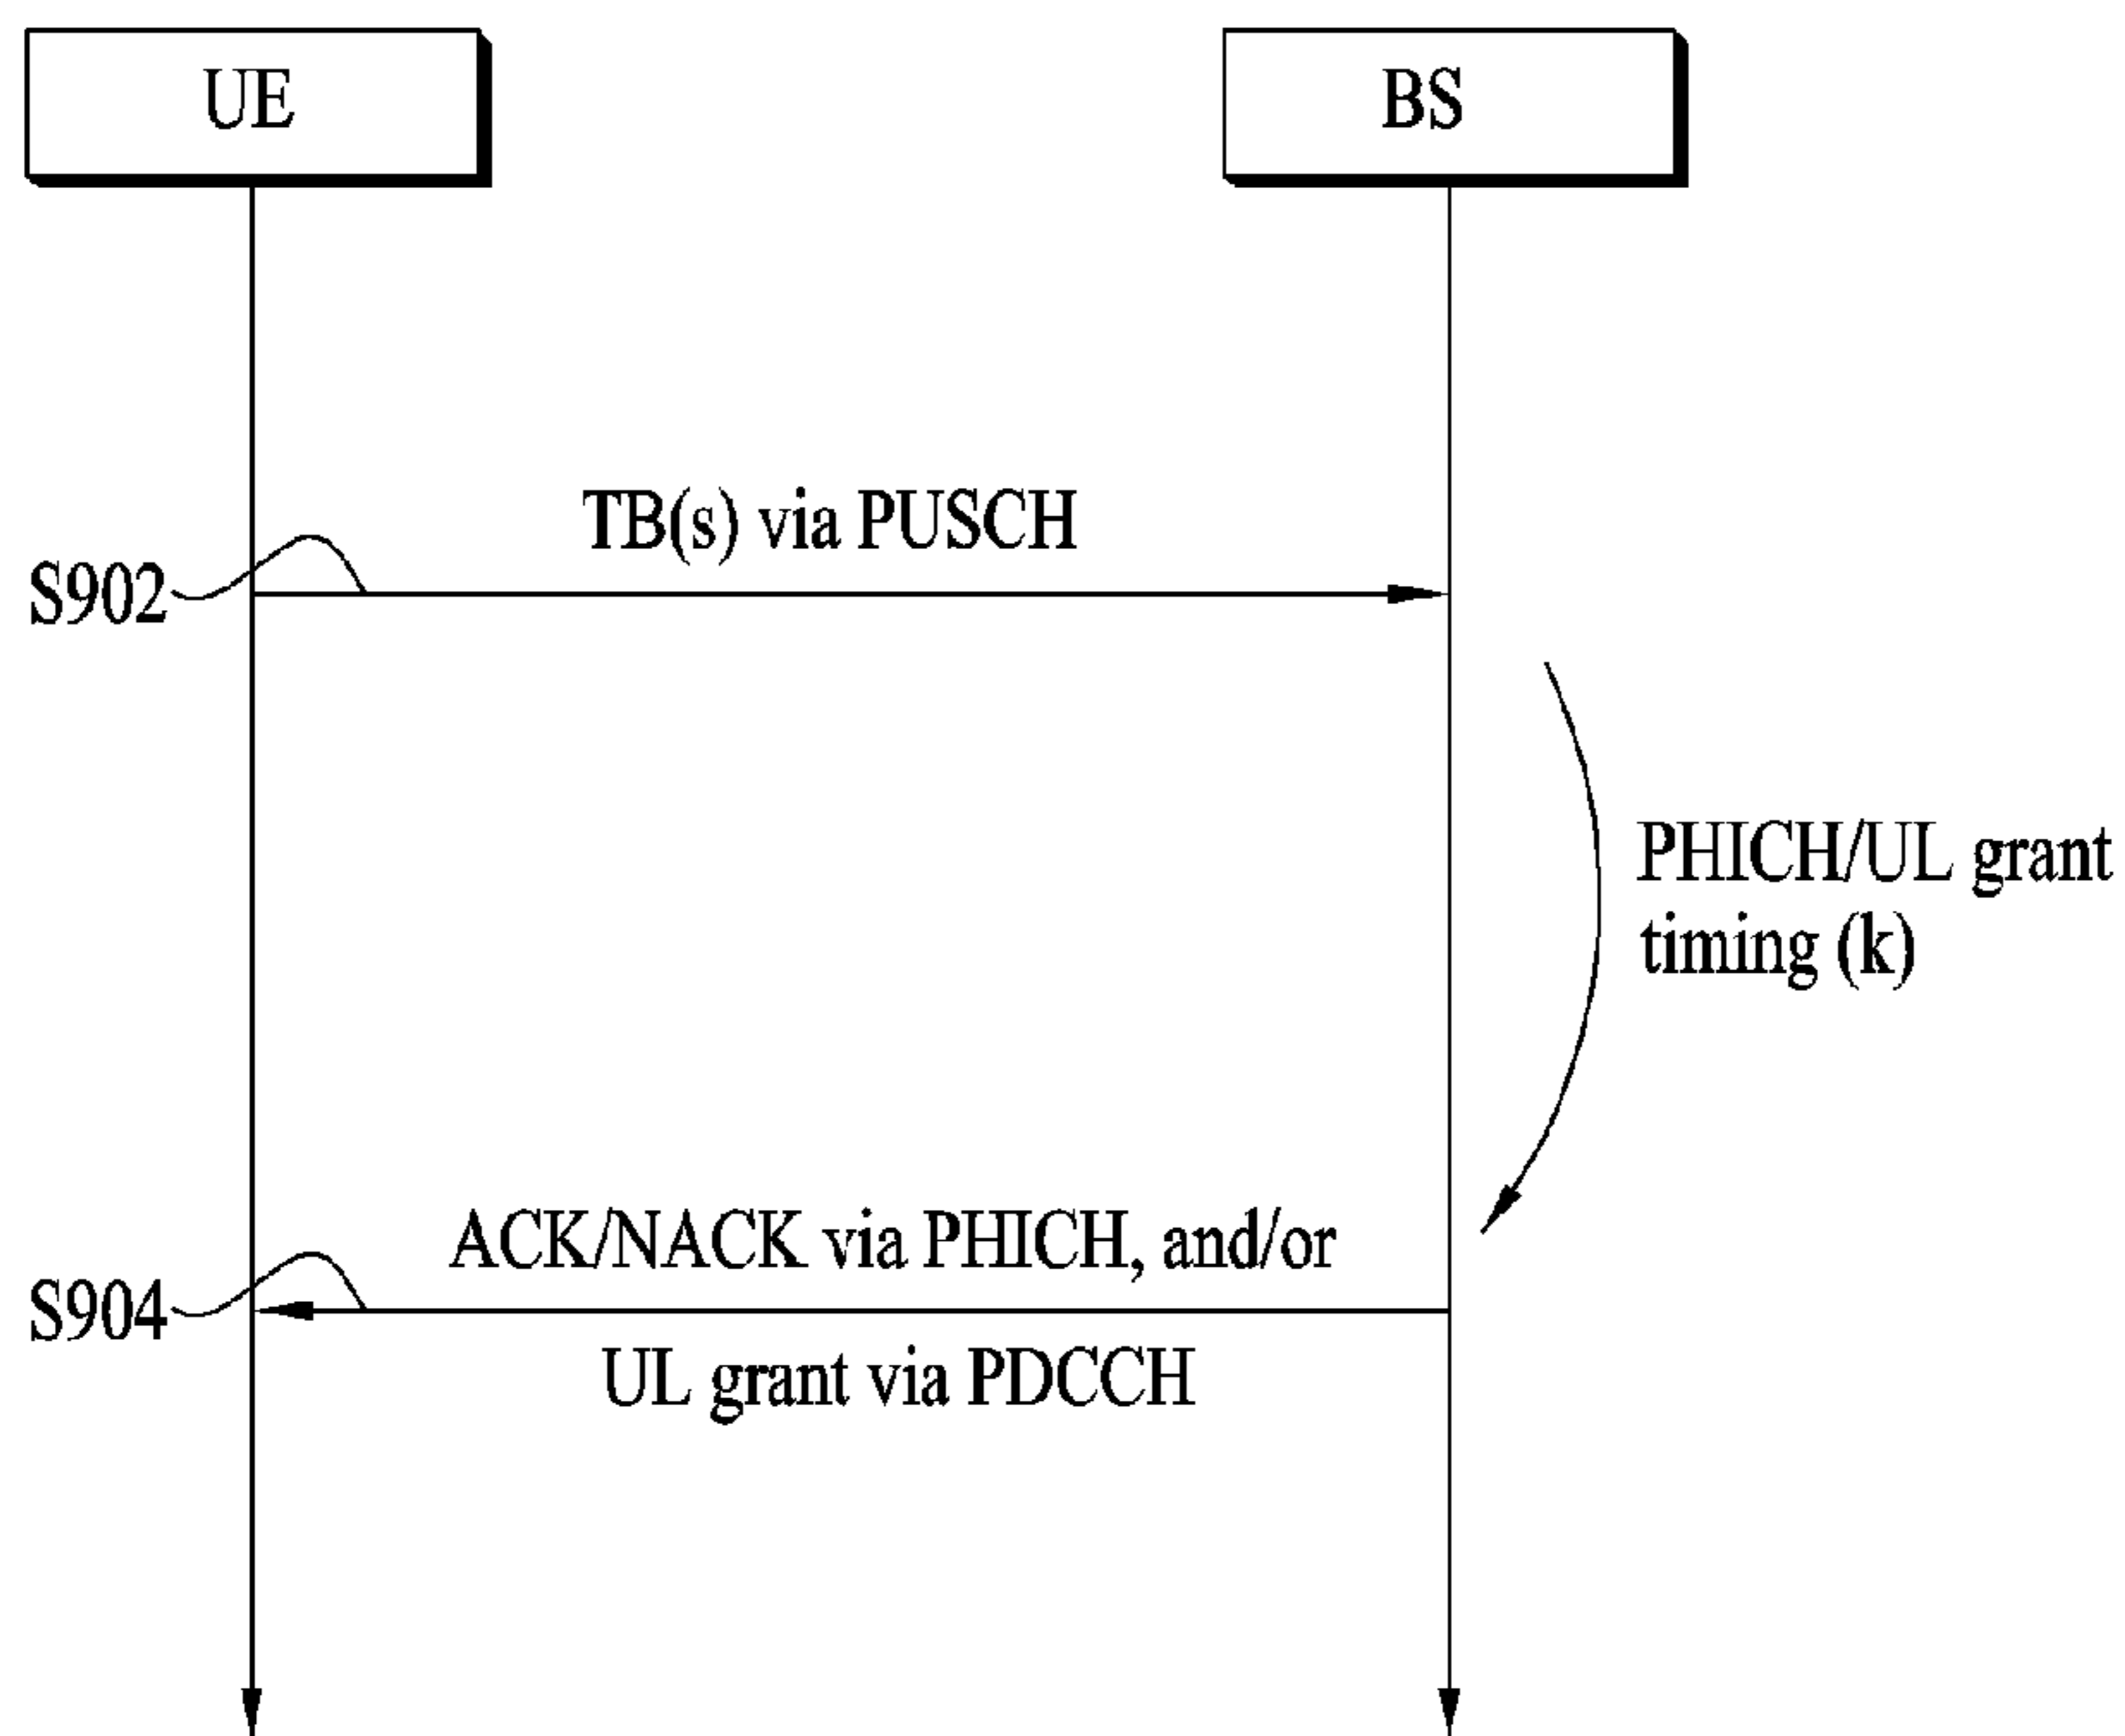 UE
BS
TB(s) via PUSCH
S902
PHICH/UL grant
timing (k)
ACK/NACK via PHICH, and/or
S904
UL grant via PDCCH